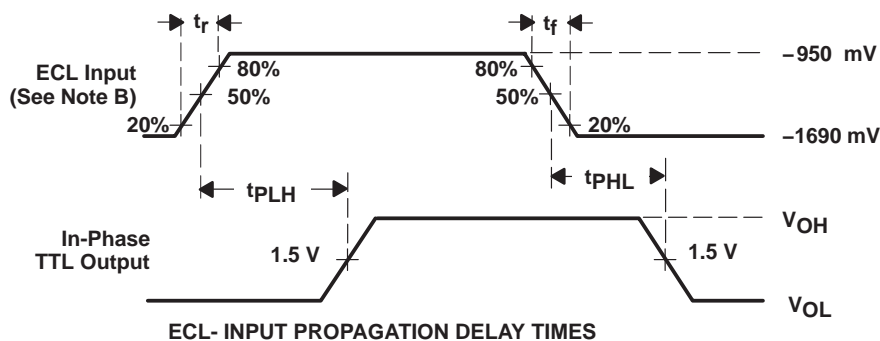 tr
tf
–950 mV
80%
80%
ECL Input
(See Note B)
50%
50%
20%
20%
–1690 mV
tPLH
tPHL
VOH
In-Phase
TTL Output
1.5 V
1.5 V
VOL
ECL- INPUT PROPAGATION DELAY TIMES